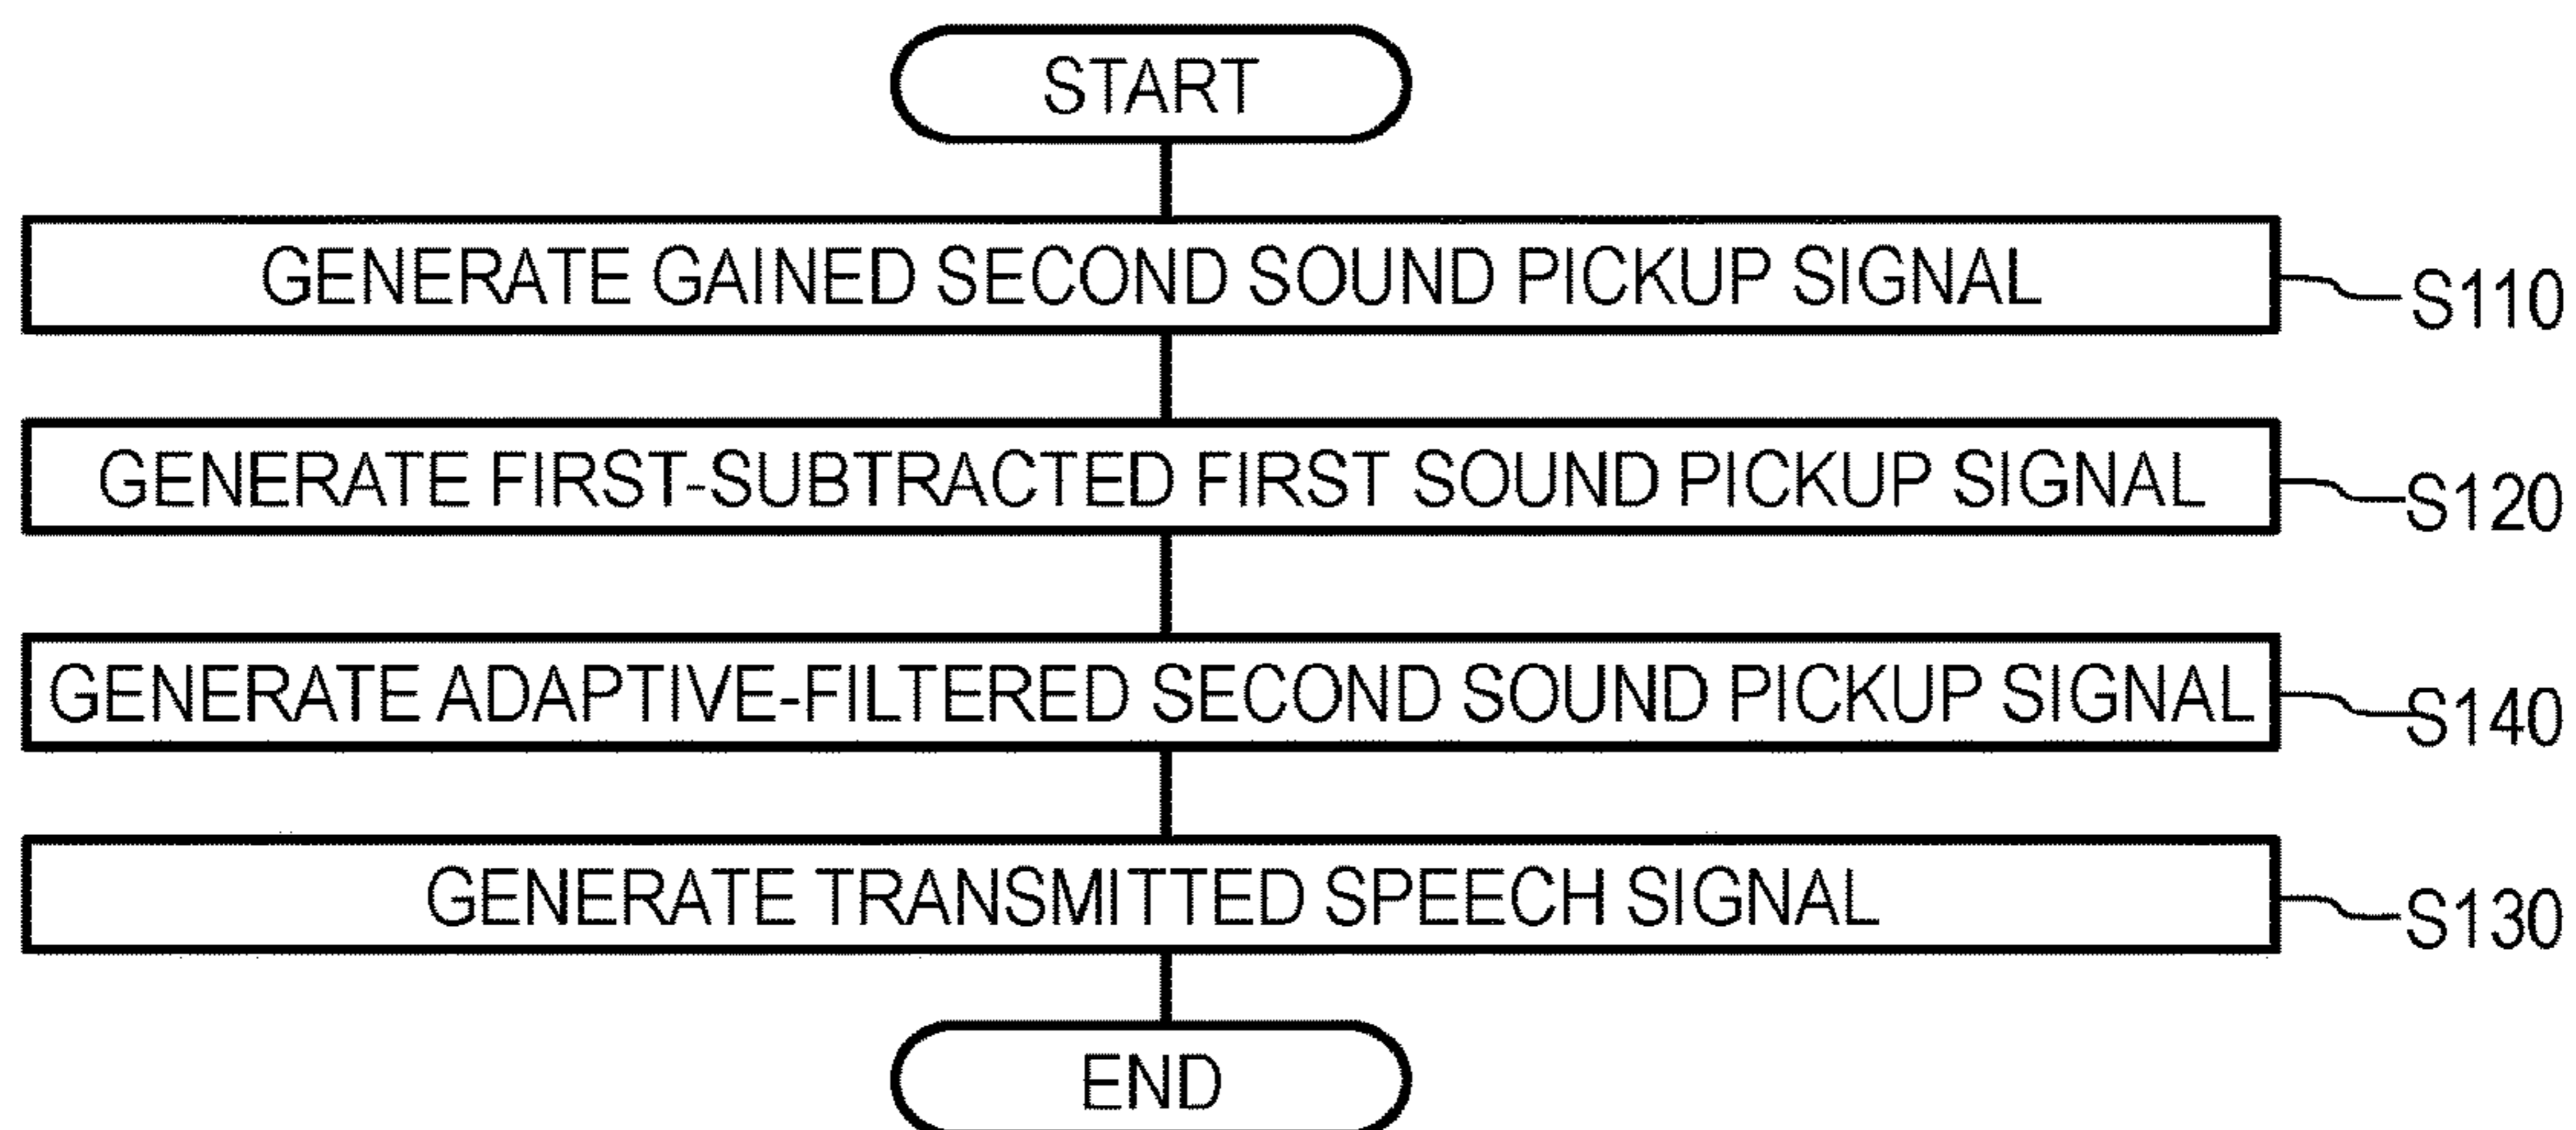 START
GENERATE GAINED SECOND SOUND PICKUP SIGNAL
S110
GENERATE FIRST-SUBTRACTED FIRST SOUND PICKUP SIGNAL
S120
GENERATE ADAPTIVE-FILTERED SECOND SOUND PICKUP SIGNAL
S140
GENERATE TRANSMITTED SPEECH SIGNAL
S130
END